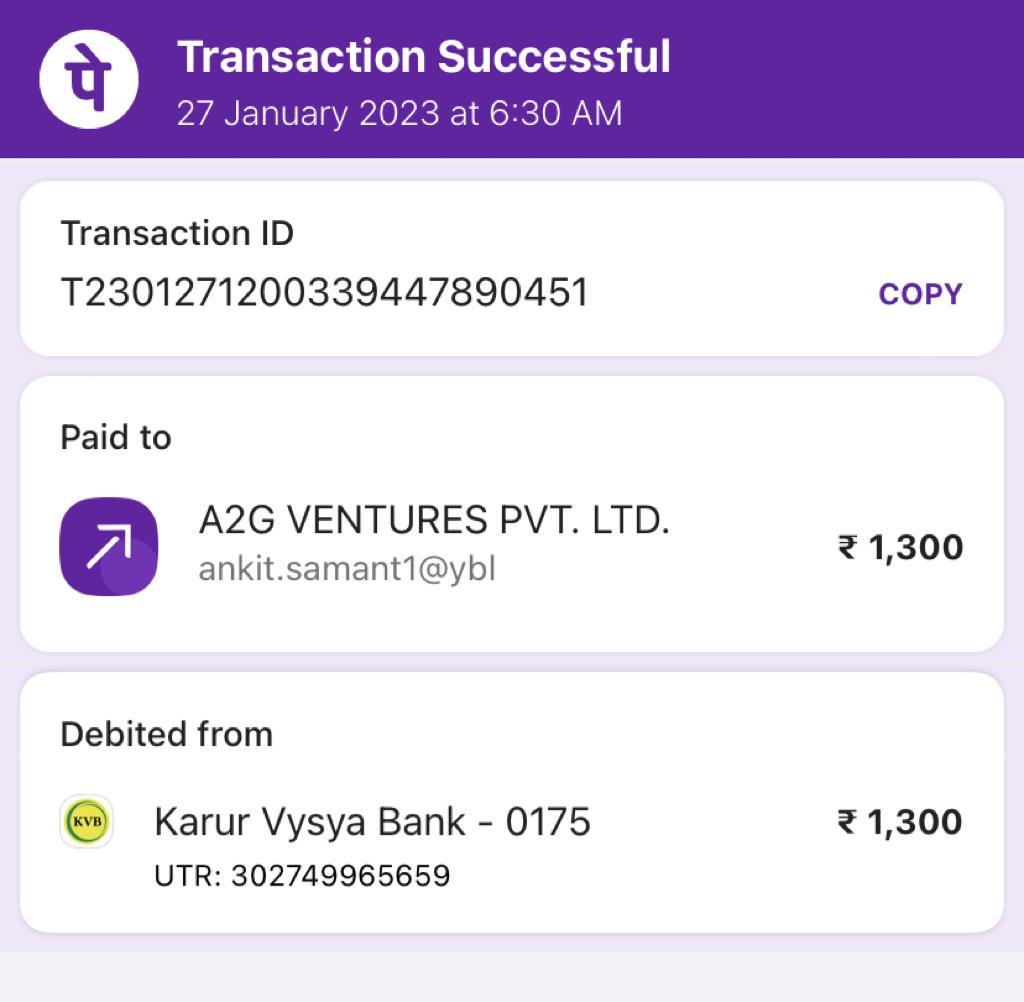 पे
Transaction Successful
27 January 2023 at 6:30 AM
Transaction ID
T2301271200339447890451
COPY
Paid to
A2G VENTURES PVT. LTD.
ankit.samant1@ybl
₹ 1,300
Debited from
KVB
Karur Vysya Bank - 0175
₹ 1,300
UTR: 302749965659